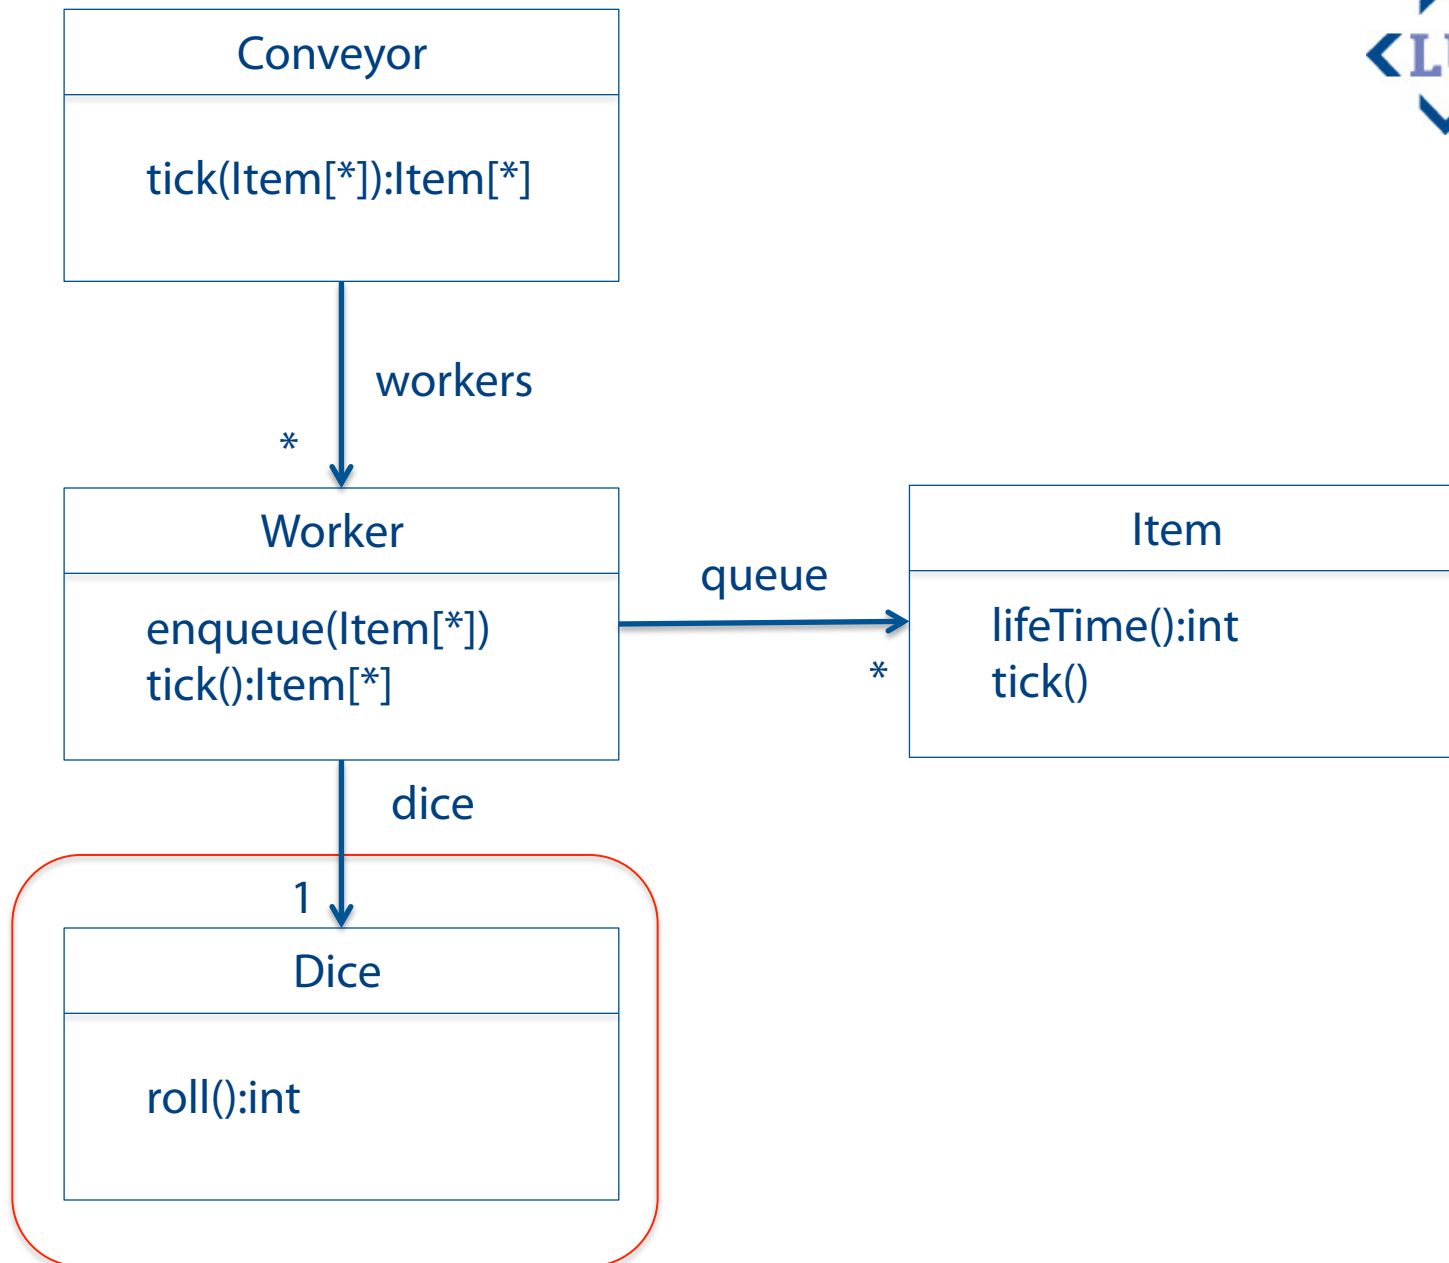 Conveyor
tick(Item[*]):Item[*]
workers
*
Worker
enqueue(Item[*])
tick():Item[*]
queue
*
Item
lifeTime():int
tick()
dice
1
Dice
roll():int